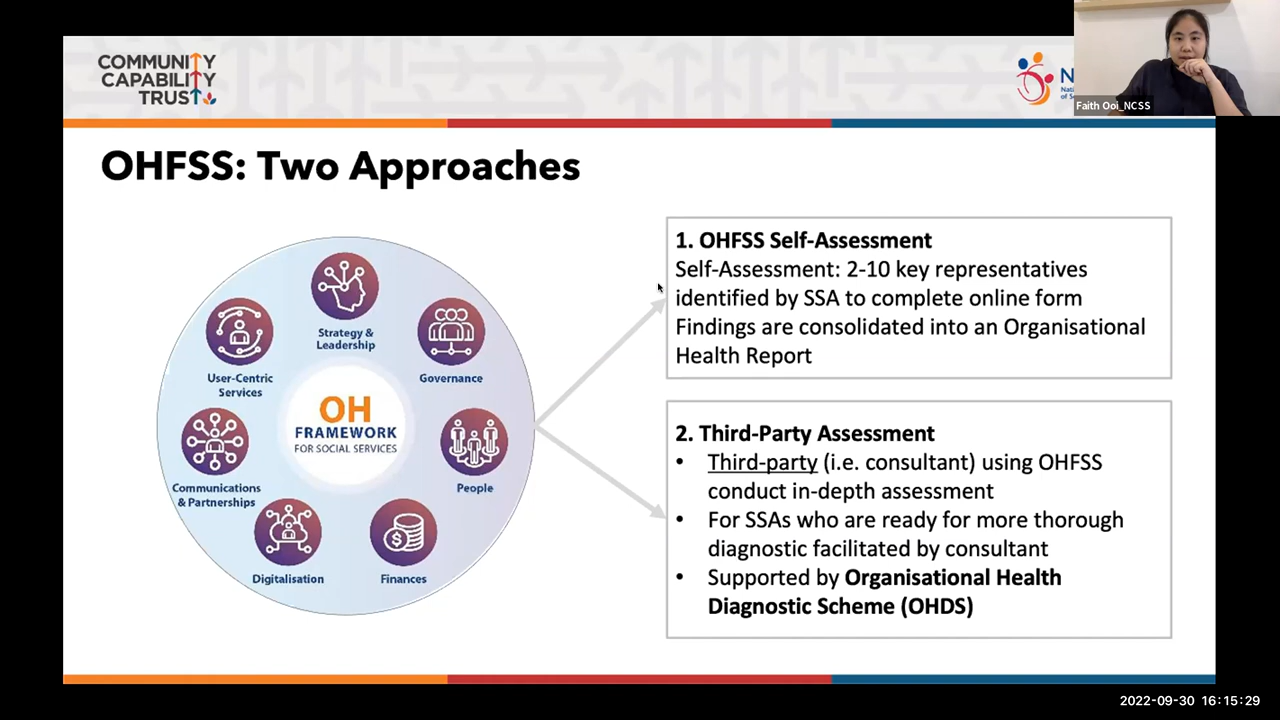 COMMUNITY
CAPABILITY
TRUST
Faith Ooi_NCSS
OHFSS: Two Approaches
Strategy &
Leadership
User-Centric
Services
Governance
OH
FRAMEWORK
FOR SOCIAL SERVICES
Communications
& Partnerships
People
Digitalisation
Finances
1. OHFSS Self-Assessment
Self-Assessment: 2-10 key representatives
identified by SSA to complete online form
Findings are consolidated into an Organisational
Health Report
2. Third-Party Assessment
• Third-party (i.e. consultant) using OHFSS
conduct in-depth assessment
• For SSAs who are ready for more thorough
diagnostic facilitated by consultant
• Supported by Organisational Health
Diagnostic Scheme (OHDS)
2022-09-30 16:15:29